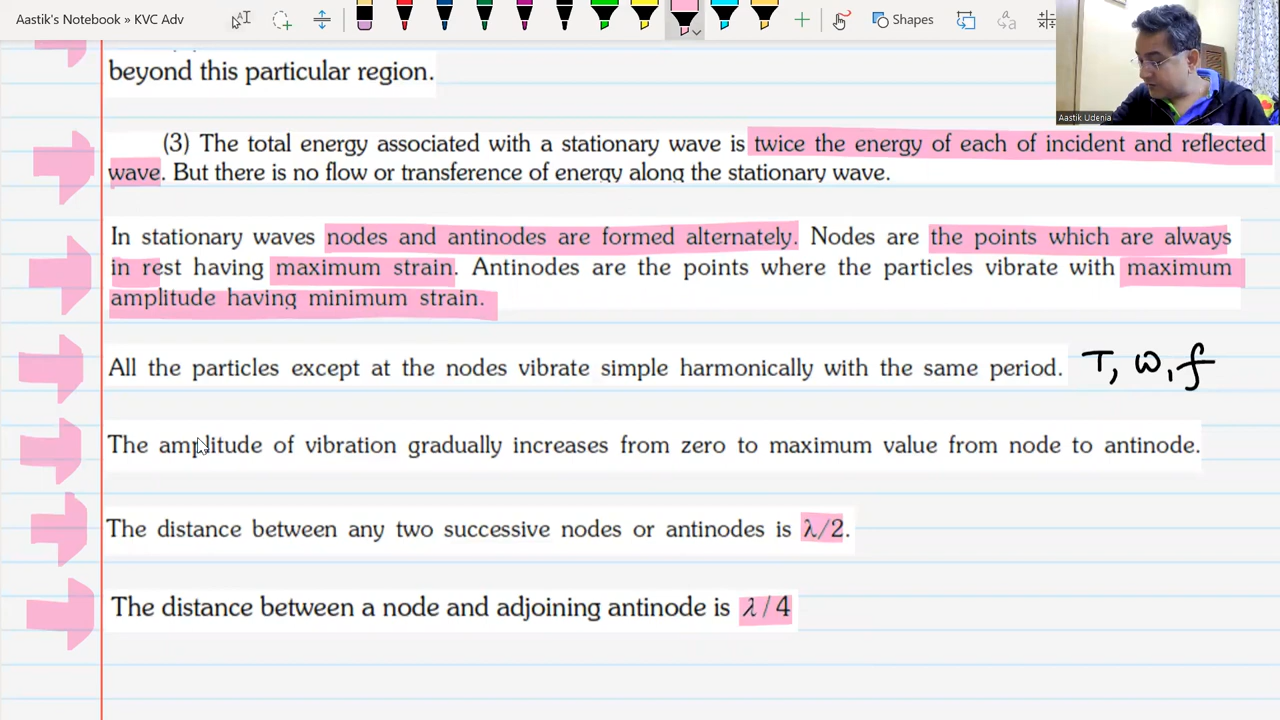 Aastik's Notebook » KVC Adv
Shapes
Aastik Udenia
beyond this particular region.
(3) The total energy associated with a stationary wave is twice the energy of each of incident and reflected
wave. But there is no flow or transference of energy along the stationary wave.
In stationary waves nodes and antinodes are formed alternately. Nodes are the points which are always
in rest having maximum strain. Antinodes are the points where the particles vibrate with maximum
amplitude having minimum strain.
All the particles except at the nodes vibrate simple harmonically with the same period. T, ω, f
The amplitude of vibration gradually increases from zero to maximum value from node to antinode.
The distance between any two successive nodes or antinodes is λ/2.
The distance between a node and adjoining antinode is λ/4